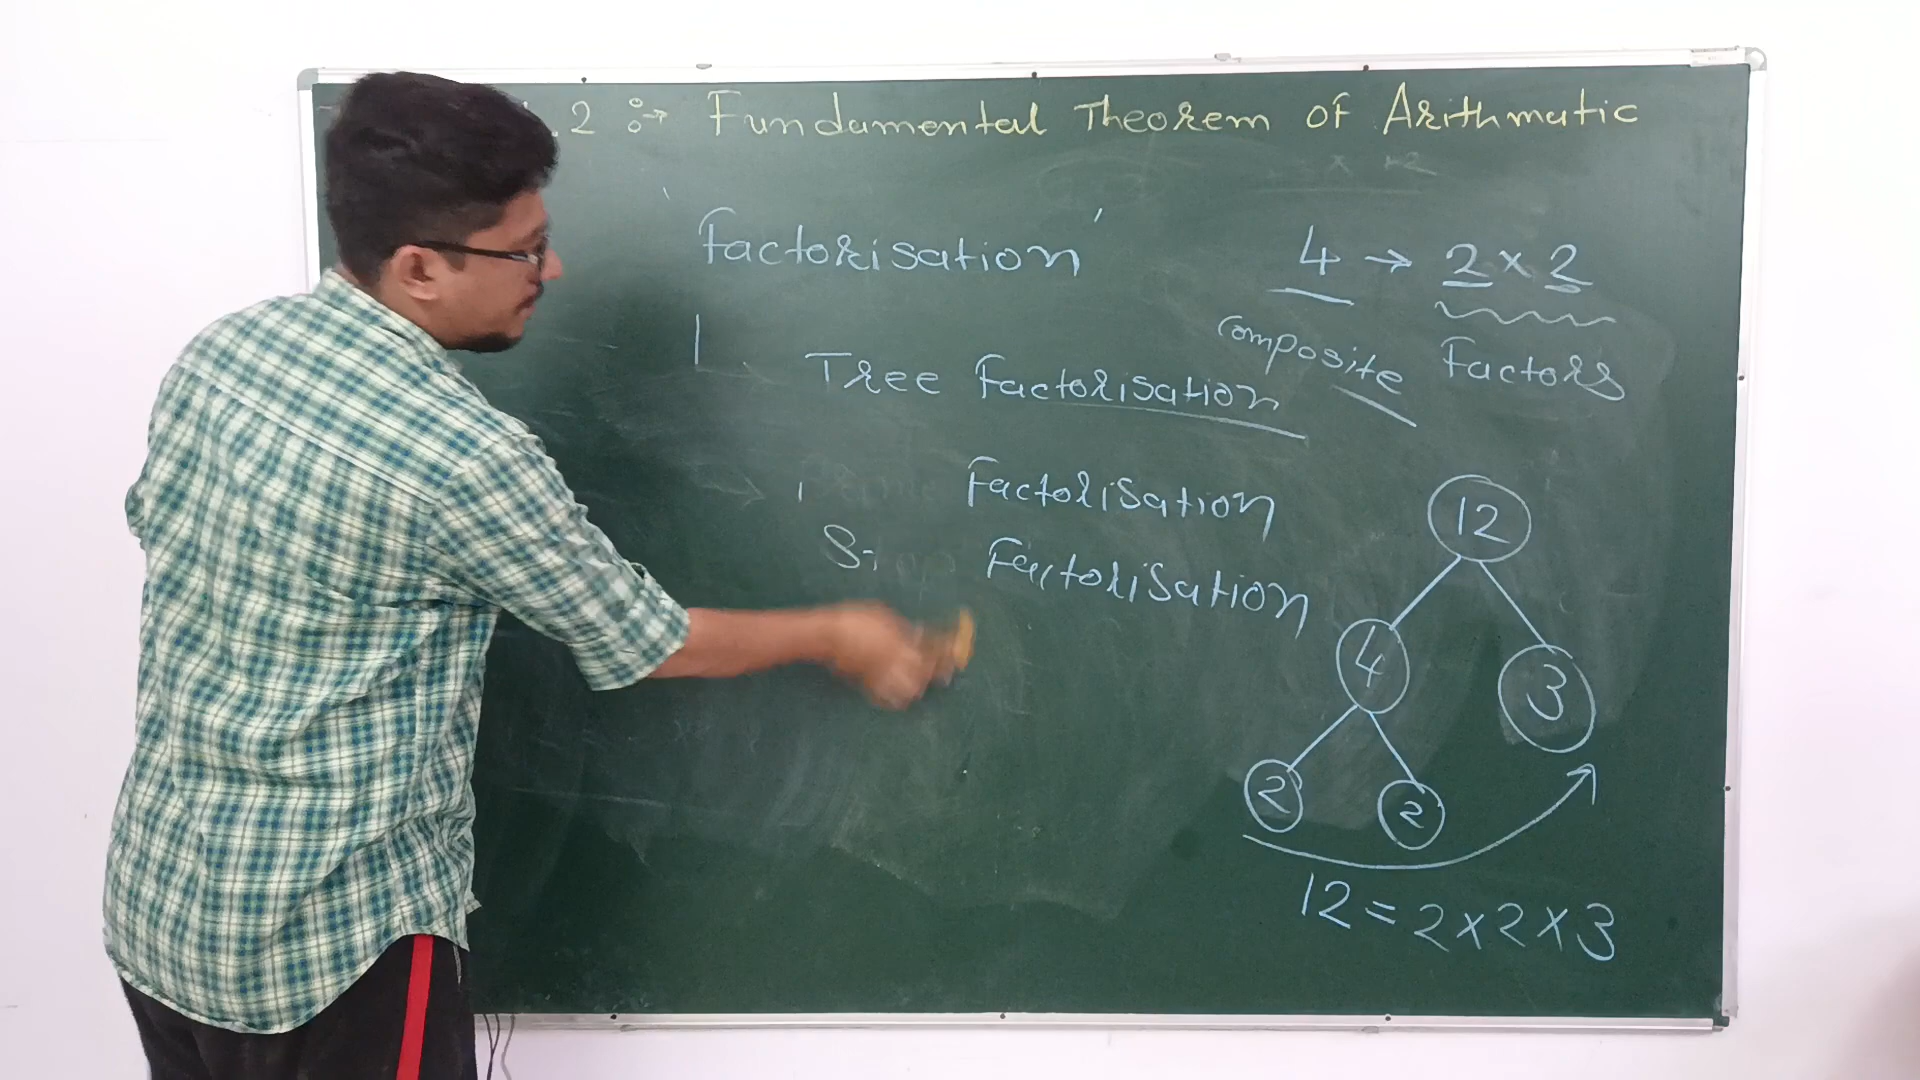 .2 :→ Fundamental Theorem of Arithmatic
'Factorisation'
4 → 2 × 2
Composite Factors
Tree Factorisation
Factorisation
Factorisation
12
4 3
2 2
12 = 2 × 2 × 3